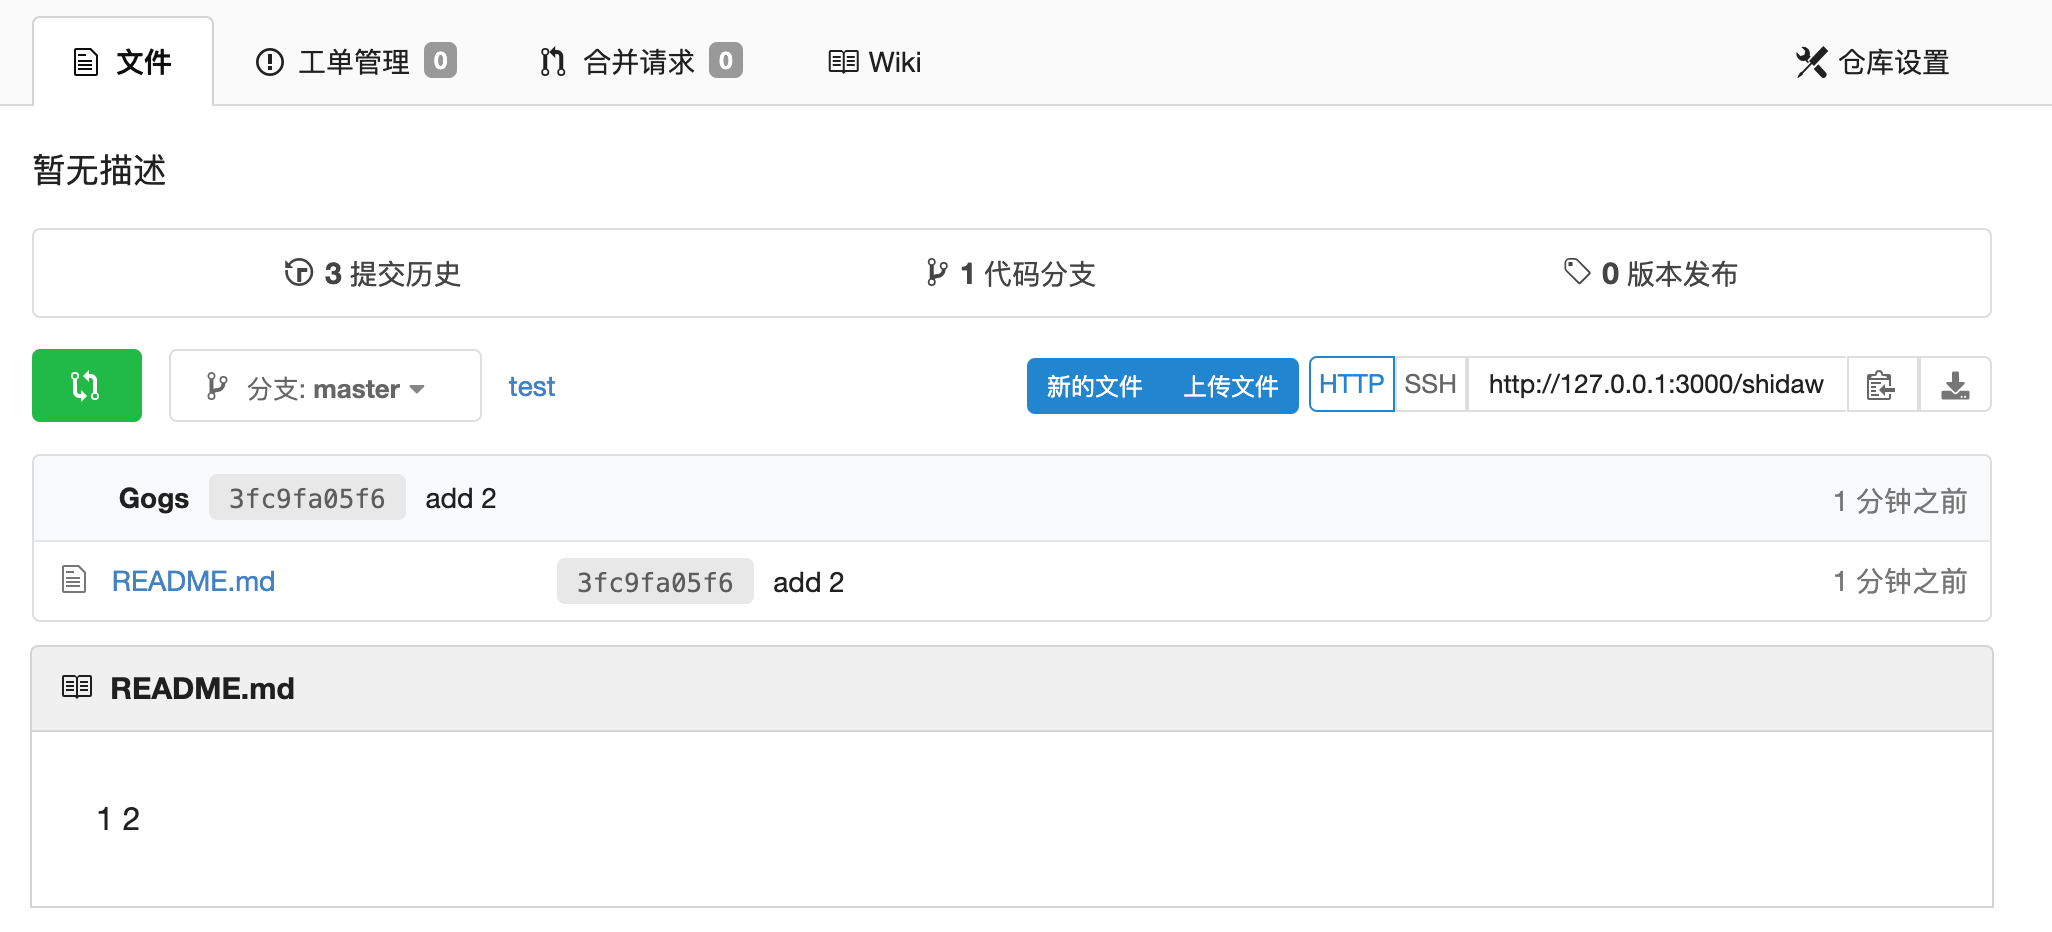 文件 工单管理 0 合并请求 0 Wiki 仓库设置
暂无描述
3 提交历史 1 代码分支 0 版本发布
分支: master test 新的文件 上传文件 HTTP SSH http://127.0.0.1:3000/shidaw
Gogs 3fc9fa05f6 add 2 1 分钟之前
README.md 3fc9fa05f6 add 2 1 分钟之前
README.md
1 2